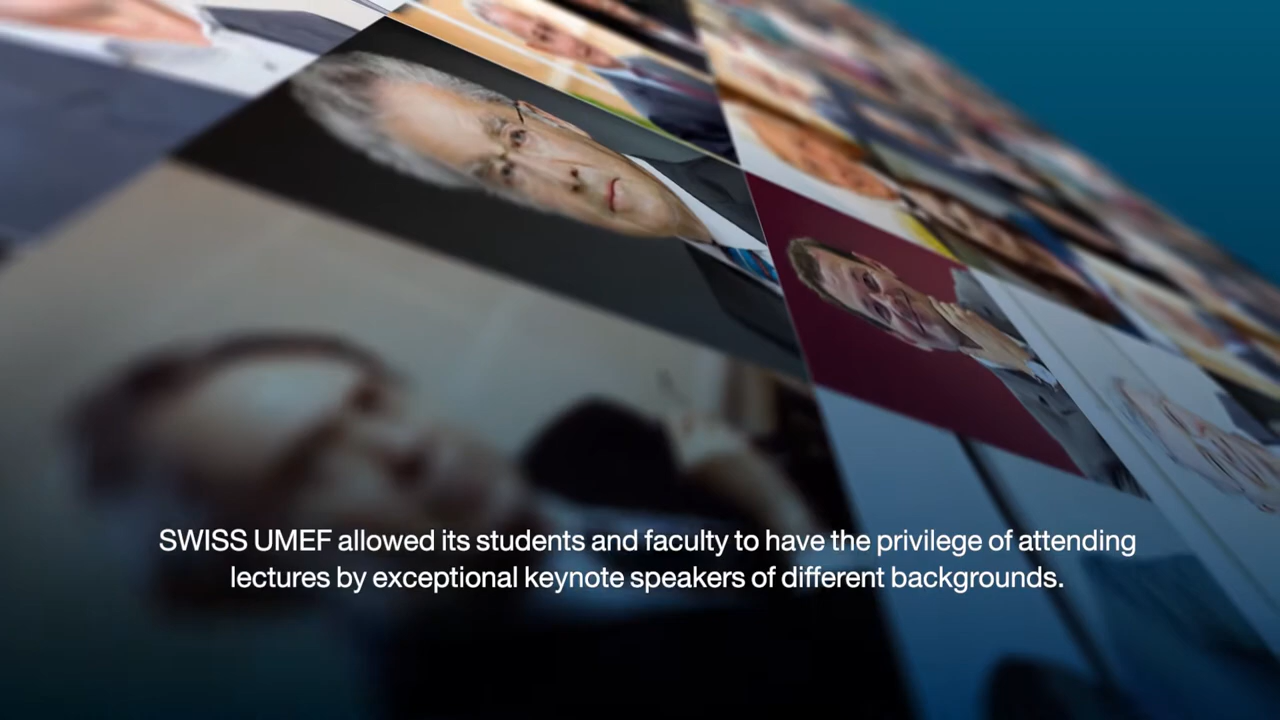 SWISS UMEF allowed its students and faculty to have the privilege of attending
lectures by exceptional keynote speakers of different backgrounds.